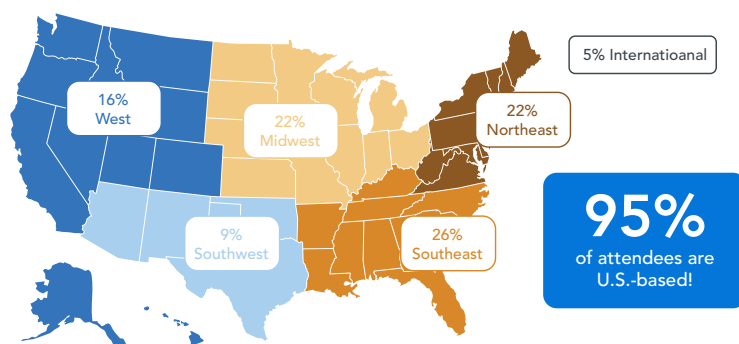 5% Internatioanal
16%
West
22%
Midwest
22%
Northeast
9%
Southwest
26%
Southeast
95%
of attendees are
U.S.-based!